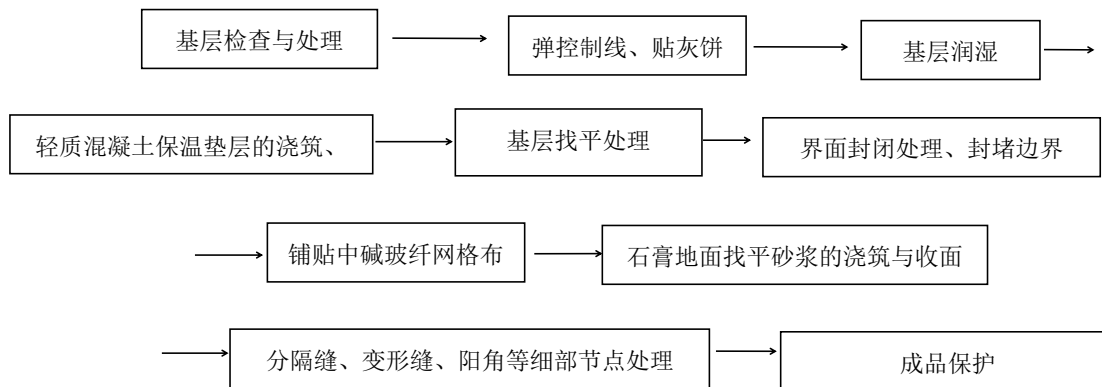 基层检查与处理 弹控制线、贴灰饼 基层润湿
轻质混凝土保温垫层的浇筑、 基层找平处理 界面封闭处理、封堵边界
铺贴中碱玻纤网格布 石膏地面找平砂浆的浇筑与收面
分隔缝、变形缝、阳角等细部节点处理 成品保护